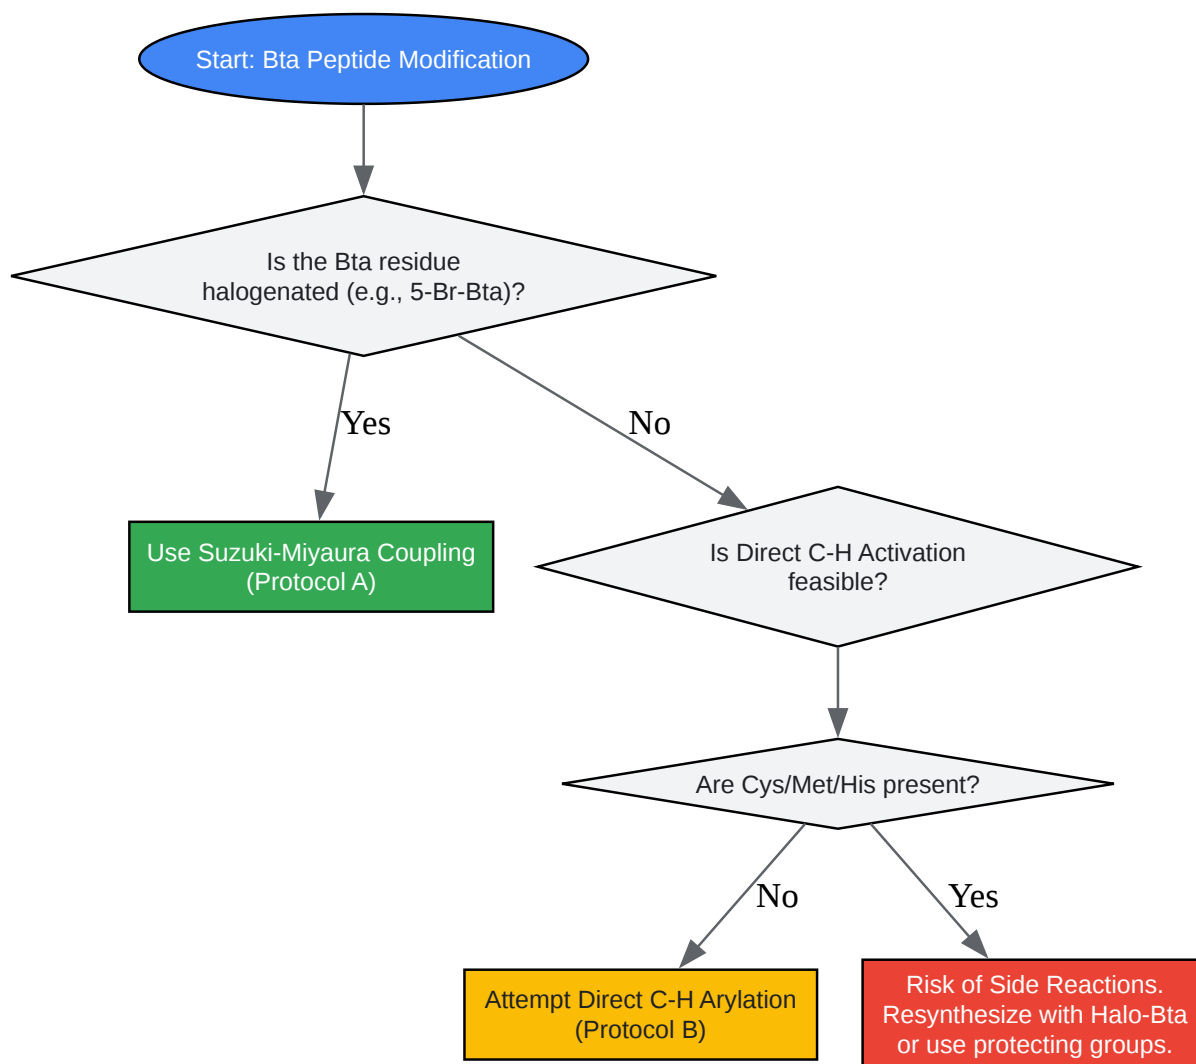 Start: Bta Peptide Modification
Is the Bta residue
halogenated (e.g., 5-Br-Bta)?
Yes
No
Use Suzuki-Miyaura Coupling
(Protocol A)
Is Direct C-H Activation
feasible?
Are Cys/Met/His present?
No
Yes
Attempt Direct C-H Arylation
(Protocol B)
Risk of Side Reactions.
Resynthesize with Halo-Bta
or use protecting groups.